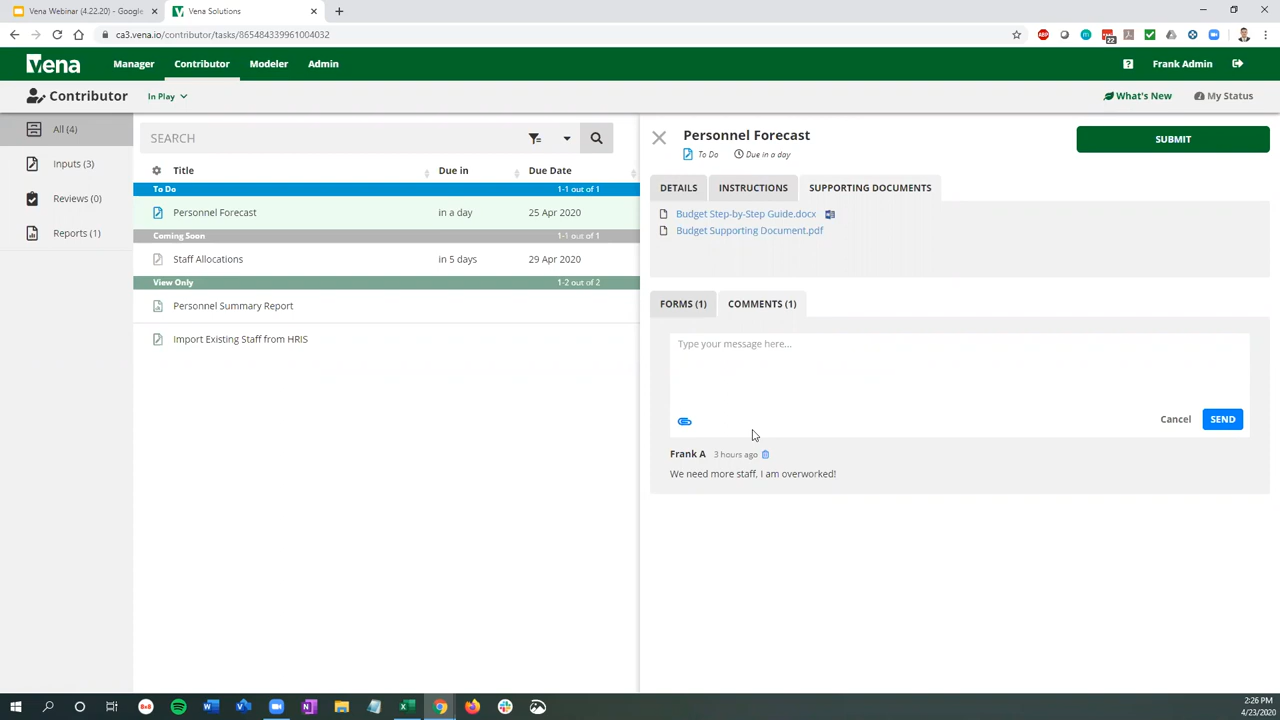 Vena Webinar (4.22.20) - Google
Vena Solutions
ca3.vena.io/contributor/tasks/865484339961004032
ABP
22
Vena
Manager
Contributor
Modeler
Admin
Frank Admin
Contributor
In Play
What's New
My Status
All (4)
Inputs (3)
Reviews (0)
Reports (1)
SEARCH
Title
Due in
Due Date
To Do
1-1 out of 1
Personnel Forecast
in a day
25 Apr 2020
Coming Soon
1-1 out of 1
Staff Allocations
in 5 days
29 Apr 2020
View Only
1-2 out of 2
Personnel Summary Report
Import Existing Staff from HRIS
Personnel Forecast
To Do
Due in a day
SUBMIT
DETAILS
INSTRUCTIONS
SUPPORTING DOCUMENTS
Budget Step-by-Step Guide.docx
Budget Supporting Document.pdf
FORMS (1)
COMMENTS (1)
Type your message here...
Cancel
SEND
Frank A
3 hours ago
We need more staff, I am overworked!
8x8
2:26 PM
4/23/2020